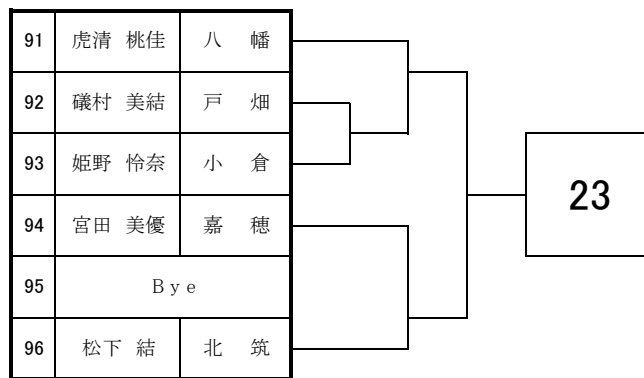 91 虎清 桃佳 八 幡
92 礒村 美結 戸 畑
93 姫野 怜奈 小 倉
94 宮田 美優 嘉 穂
95 Bye
96 松下 結 北 筑
23